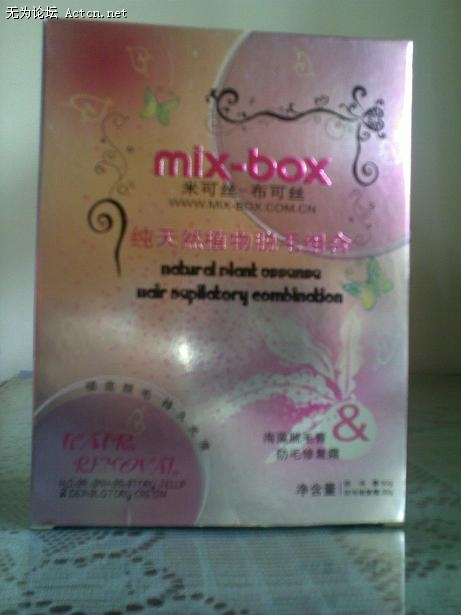 无为论坛 Actcn.net
mix-box
米可丝-布可丝
WWW.MIX-BOX.COM.CN
纯天然植物脱毛组合
natural plant essense
hair depilatory combination
HAIR
REMOVAL
& DEPILATORY CREAM
海藻脱毛膏
&
防毛修复露
净含量